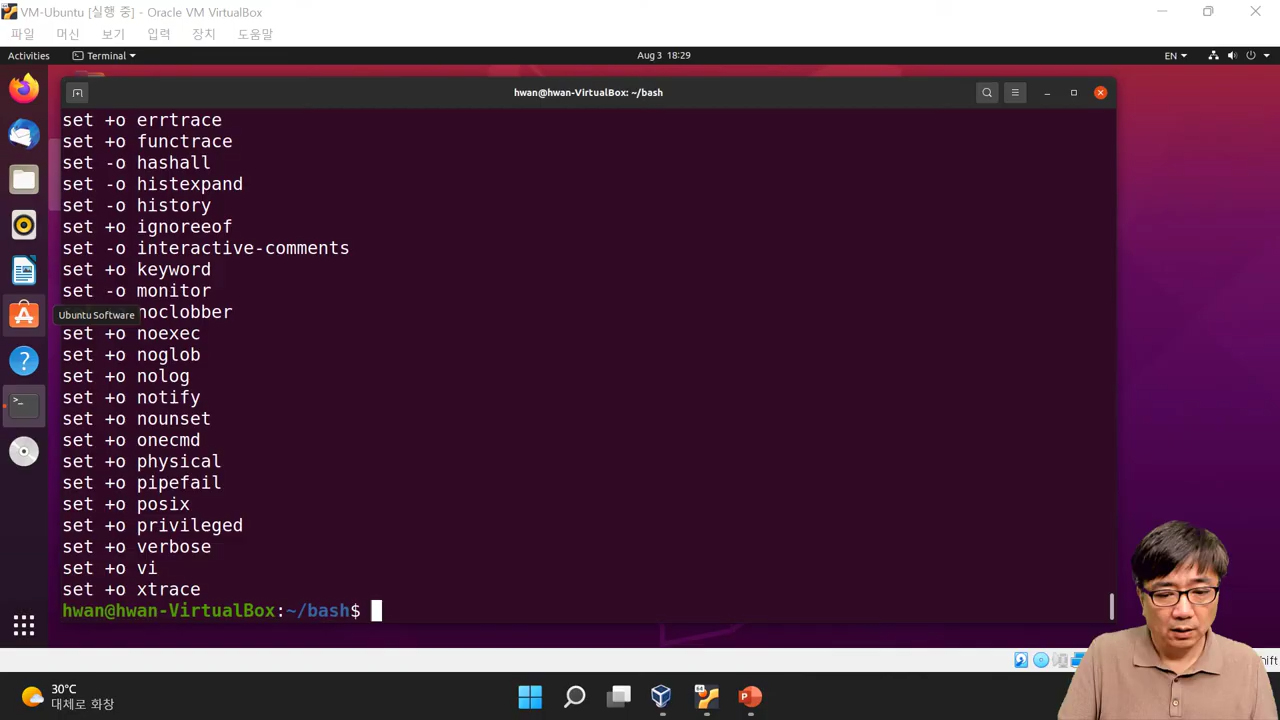 VM-Ubuntu [실행 중] - Oracle VM VirtualBox
파일 머신 보기 입력 장치 도움말
Activities Terminal Aug 3 18:29 EN
hwan@hwan-VirtualBox: ~/bash
set +o errtrace
set +o functrace
set -o hashall
set -o histexpand
set -o history
set +o ignoreeof
set -o interactive-comments
set +o keyword
set -o monitor
Ubuntu Software
noclobber
set +o noexec
set +o noglob
set +o nolog
set +o notify
set +o nounset
set +o onecmd
set +o physical
set +o pipefail
set +o posix
set +o privileged
set +o verbose
set +o vi
set +o xtrace
hwan@hwan-VirtualBox:~/bash$
30°C
대체로 화창